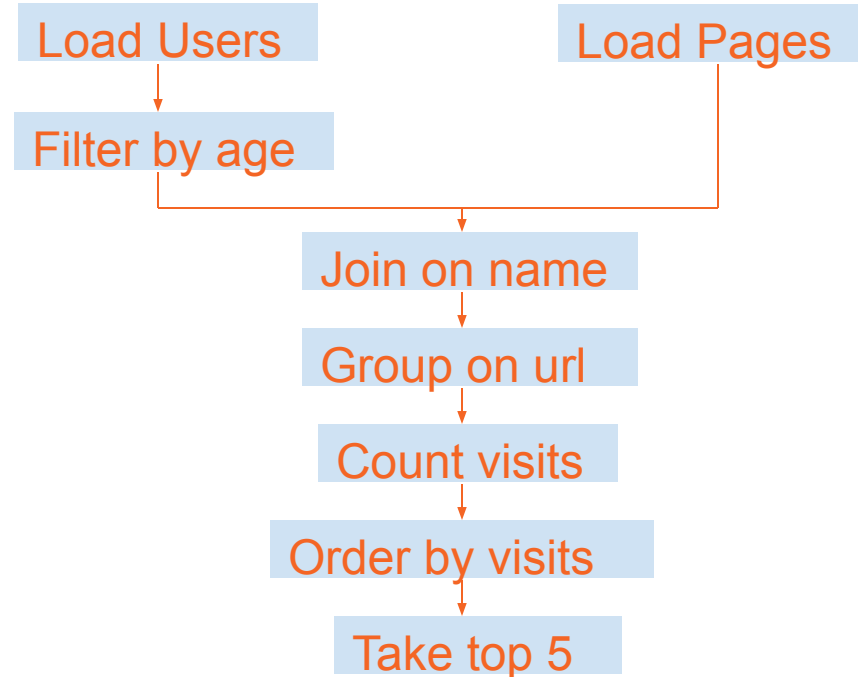 Load Users
Load Pages
Filter by age
Join on name
Group on url
Count visits
Order by visits
Take top 5